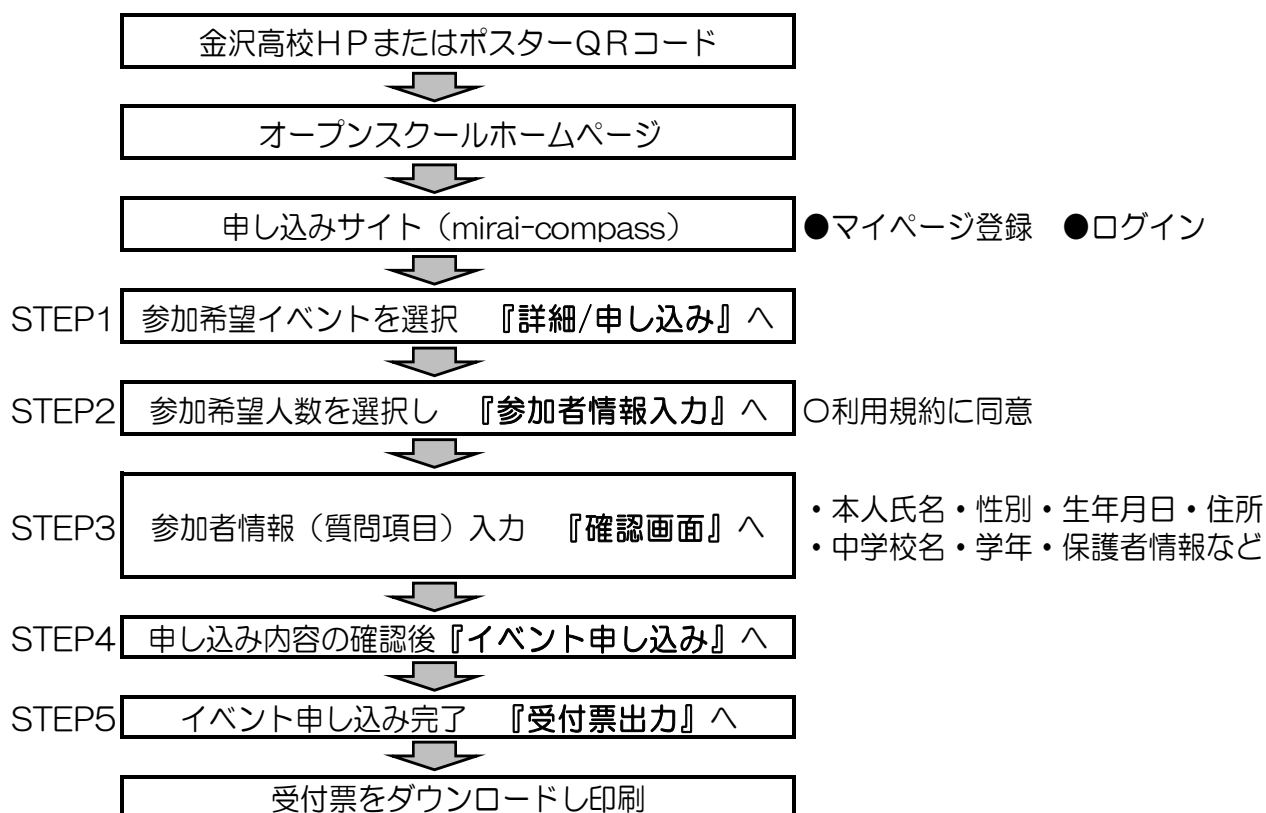 金沢高校HPまたはポスターQRコード
オープンスクールホームページ
申し込みサイト（mirai-compass） ●マイページ登録　●ログイン
STEP1 参加希望イベントを選択　『詳細/申し込み』へ
STEP2 参加希望人数を選択し　『参加者情報入力』へ ○利用規約に同意
STEP3 参加者情報（質問項目）入力　『確認画面』へ
・本人氏名・性別・生年月日・住所
・中学校名・学年・保護者情報など
STEP4 申し込み内容の確認後『イベント申し込み』へ
STEP5 イベント申し込み完了　『受付票出力』へ
受付票をダウンロードし印刷